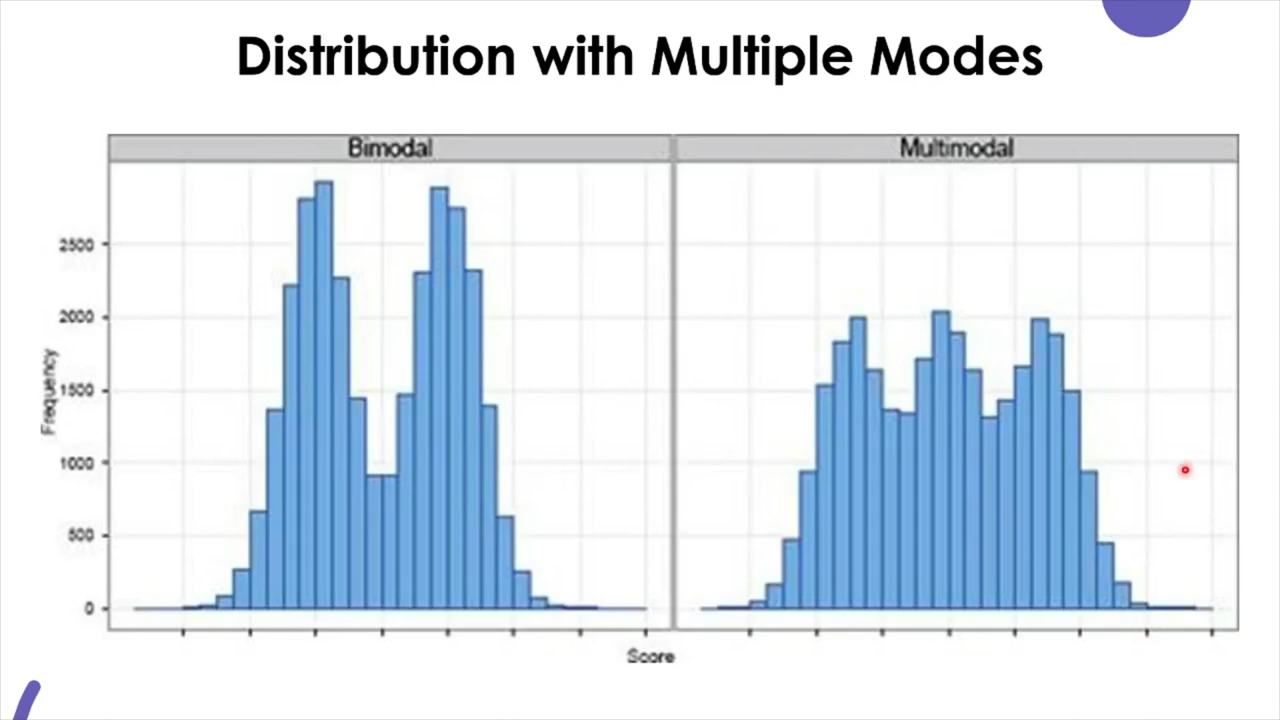 Distribution with Multiple Modes
Bimodal
Multimodal
Frequency
2500
2000
1500
1000
500
0
Score